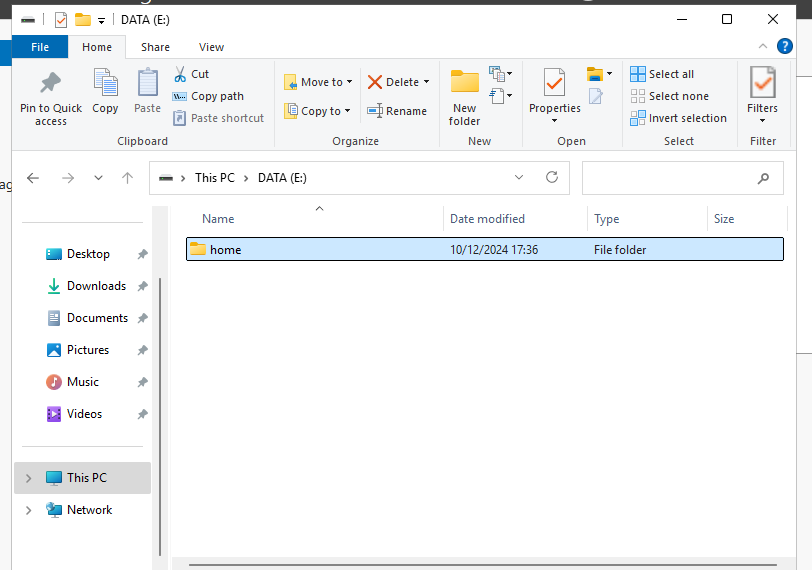 DATA (E:)
File
Home
Share
View
Pin to Quick access
Copy
Paste
Cut
Copy path
Paste shortcut
Clipboard
Move to
Copy to
Delete
Rename
Organize
New folder
New
Properties
Open
Select all
Select none
Invert selection
Select
Filters
Filter
This PC
DATA (E:)
Name
Date modified
Type
Size
home
10/12/2024 17:36
File folder
Desktop
Downloads
Documents
Pictures
Music
Videos
This PC
Network